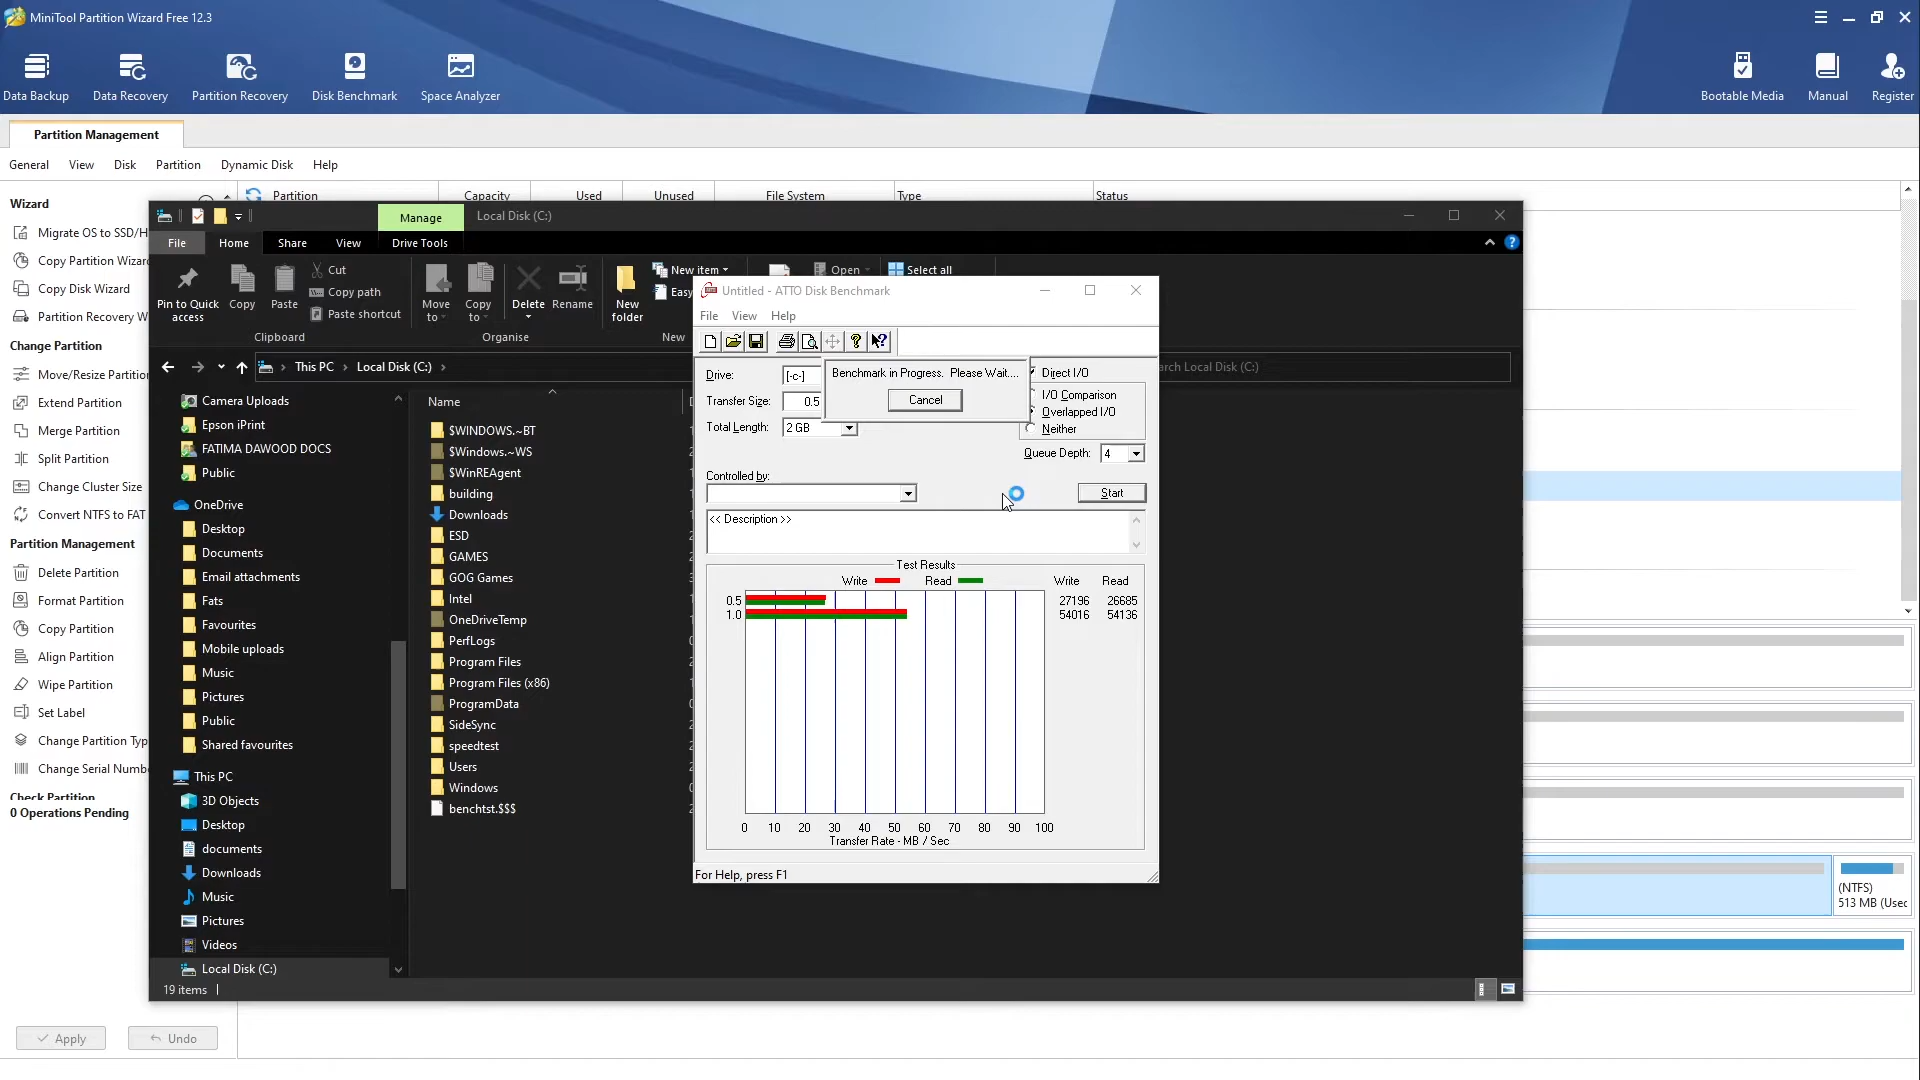 MiniTool Partition Wizard Free 12.3
Data Backup
Data Recovery
Partition Recovery
Disk Benchmark
Space Analyzer
Bootable Media
Manual
Register
Partition Management
General
View
Disk
Partition
Dynamic Disk
Help
Partition
Capacity
Used
Unused
File System
Type
Status
Wizard
Migrate OS to SSD/H
Copy Partition Wizard
Copy Disk Wizard
Partition Recovery W
Change Partition
Move/Resize Partition
Extend Partition
Merge Partition
Split Partition
Change Cluster Size
Convert NTFS to FAT
Partition Management
Delete Partition
Format Partition
Copy Partition
Align Partition
Wipe Partition
Set Label
Change Partition Typ
Change Serial Numb
Check Partition
0 Operations Pending
Apply
Undo
Manage
Local Disk (C:)
File
Home
Share
View
Drive Tools
Pin to Quick
access
Copy
Paste
Cut
Copy path
Paste shortcut
Clipboard
Move
to
Copy
to
Delete
Rename
Organise
New
folder
New item
Easy
New
Open
Select all
This PC
Local Disk (C:)
arch Local Disk (C:)
Camera Uploads
Epson iPrint
FATIMA DAWOOD DOCS
Public
OneDrive
Desktop
Documents
Email attachments
Fats
Favourites
Mobile uploads
Music
Pictures
Public
Shared favourites
This PC
3D Objects
Desktop
documents
Downloads
Music
Pictures
Videos
Local Disk (C:)
19 items
Name
$WINDOWS.~BT
$Windows.~WS
$WinREAgent
building
Downloads
ESD
GAMES
GOG Games
Intel
OneDriveTemp
PerfLogs
Program Files
Program Files (x86)
ProgramData
SideSync
speedtest
Users
Windows
benchtst.$$$
Untitled - ATTO Disk Benchmark
File
View
Help
Drive:
[-c-]
Transfer Size:
0.5
Total Length:
2 GB
Benchmark in Progress. Please Wait....
Cancel
Direct I/O
I/O Comparison
Overlapped I/O
Neither
Queue Depth:
4
Controlled by:
Start
<< Description >>
Test Results
Write
Read
Write
Read
0.5
27196
26685
1.0
54016
54136
0 10 20 30 40 50 60 70 80 90 100
Transfer Rate - MB / Sec
For Help, press F1
(NTFS)
513 MB (Used